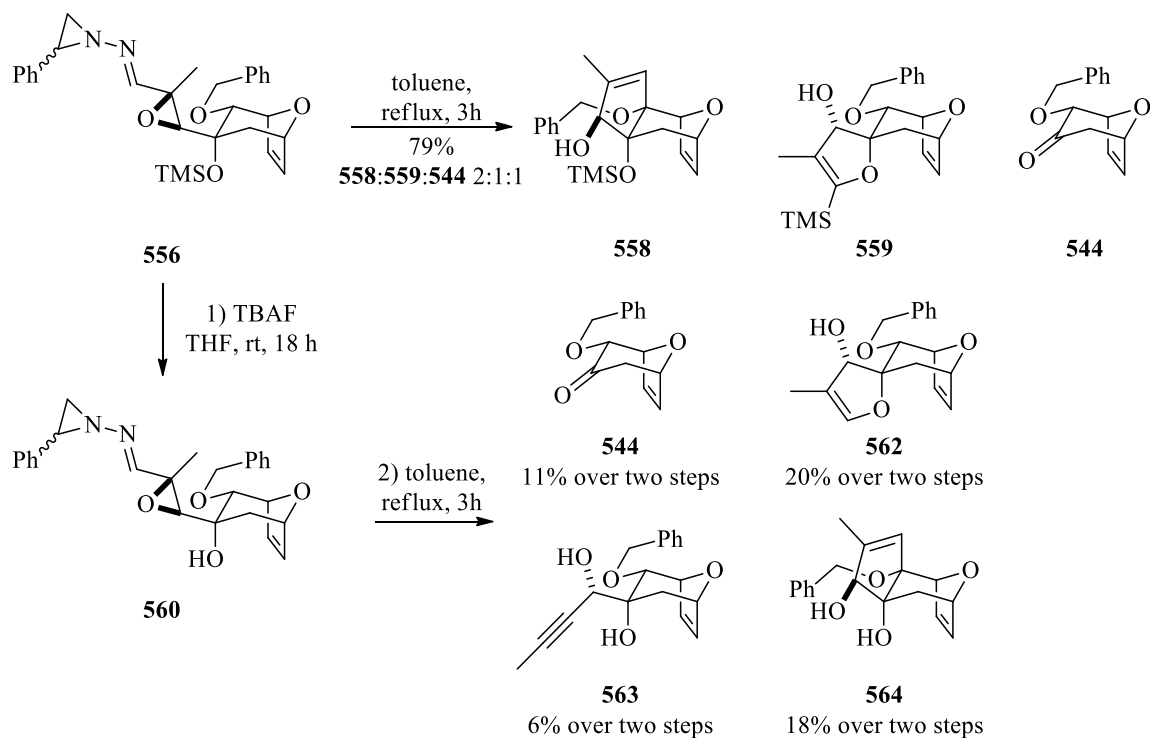 N
N
Ph
Ph
O
O
O
TMSO
556
toluene,
reflux, 3h
79%
558:559:544 2:1:1
O
Ph
O
HO
TMSO
558
Ph
HO
O
O
O
TMS
559
Ph
O
O
O
544
1) TBAF
THF, rt, 18 h
N
N
Ph
Ph
O
O
O
HO
560
2) toluene,
reflux, 3h
Ph
O
O
O
544
11% over two steps
Ph
HO
O
O
O
562
20% over two steps
Ph
HO
O
O
HO
563
6% over two steps
O
Ph
O
HO
HO
564
18% over two steps